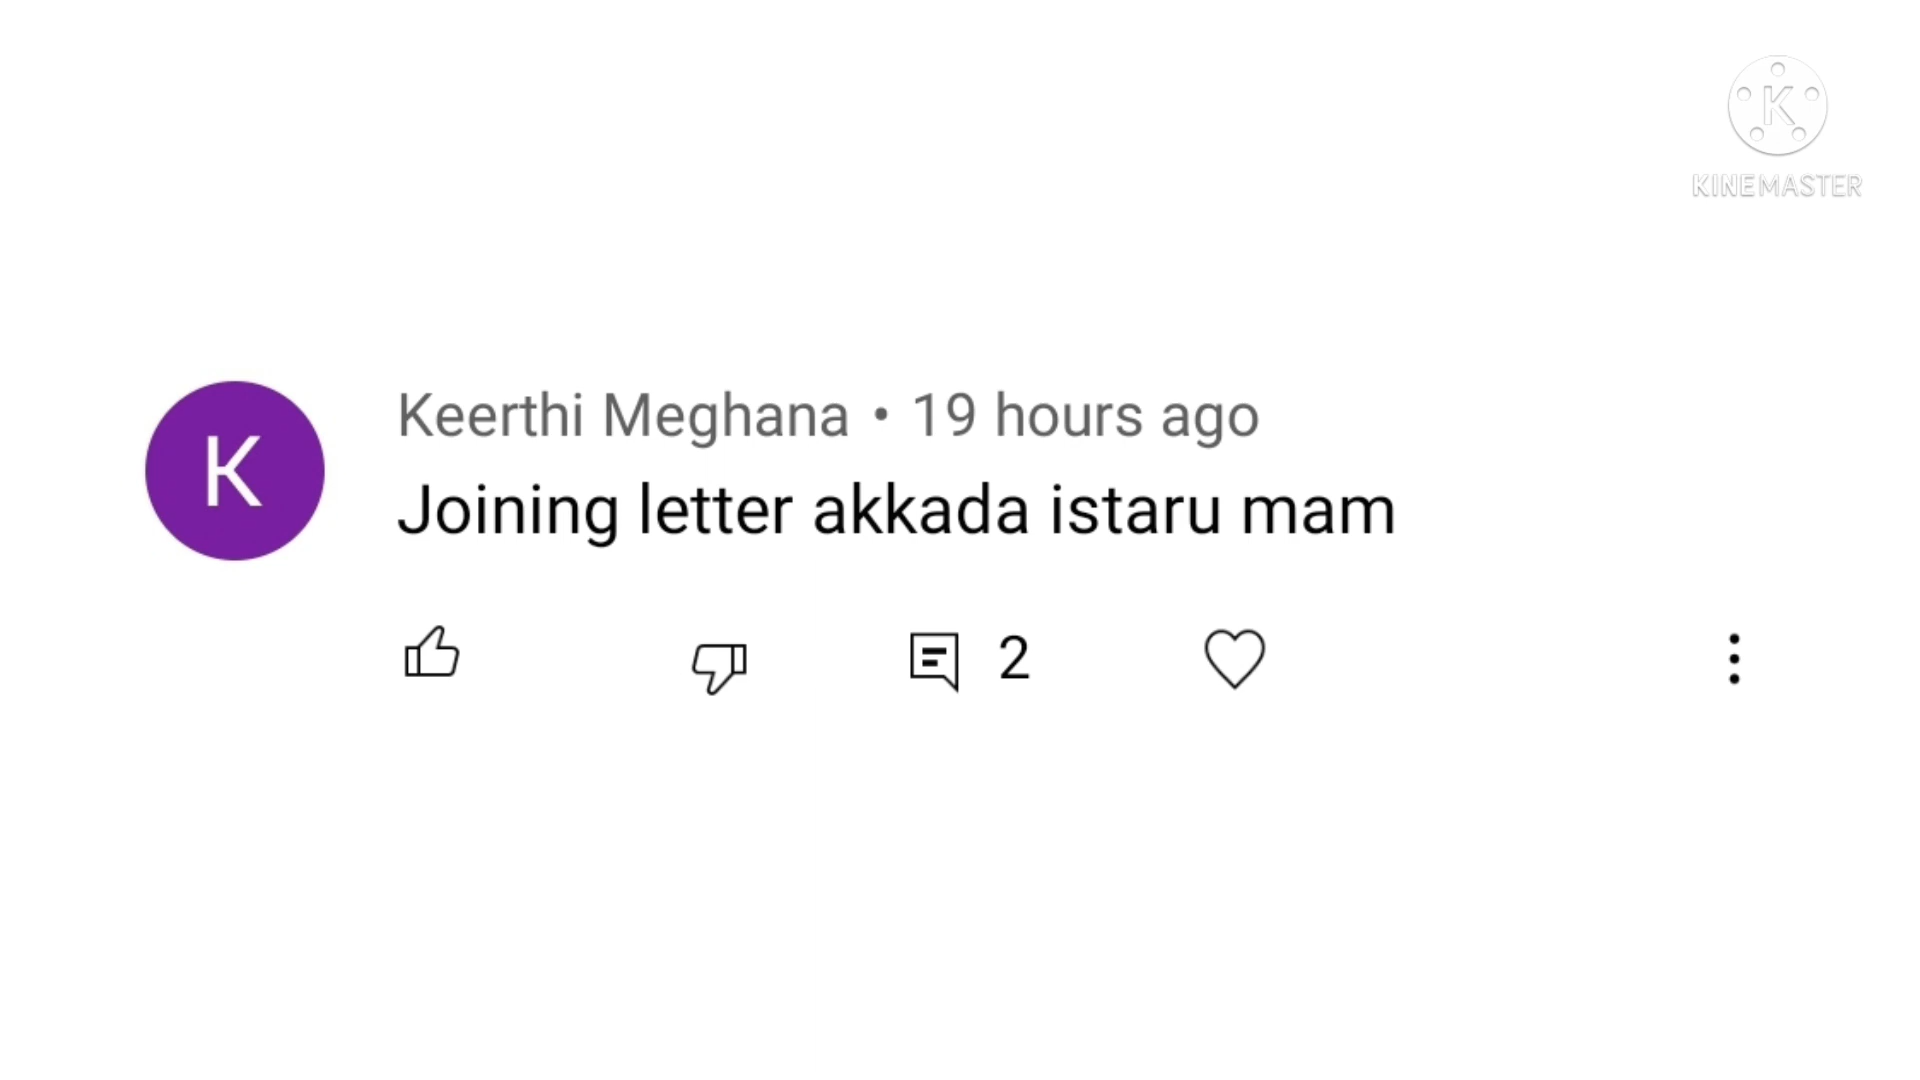 K
KINEMASTER
Keerthi Meghana • 19 hours ago
K
Joining letter akkada istaru mam
2